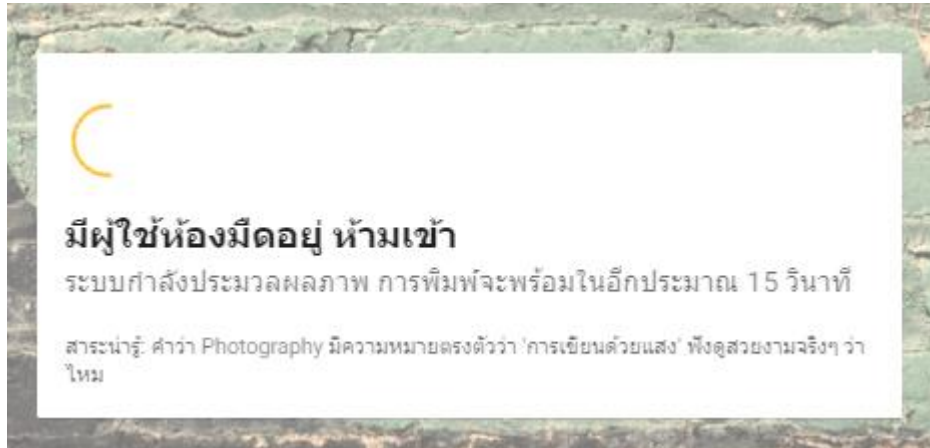 มีผู้ใช้ห้องมืดอยู่ ห้ามเข้า
ระบบกำลังประมวลผลภาพ การพิมพ์จะพร้อมในอีกประมาณ 15 วินาที
สาระน่ารู้: คำว่า Photography มีความหมายตรงตัวว่า 'การเขียนด้วยแสง' ฟังดูสวยงามจริงๆ ว่า
ไหม